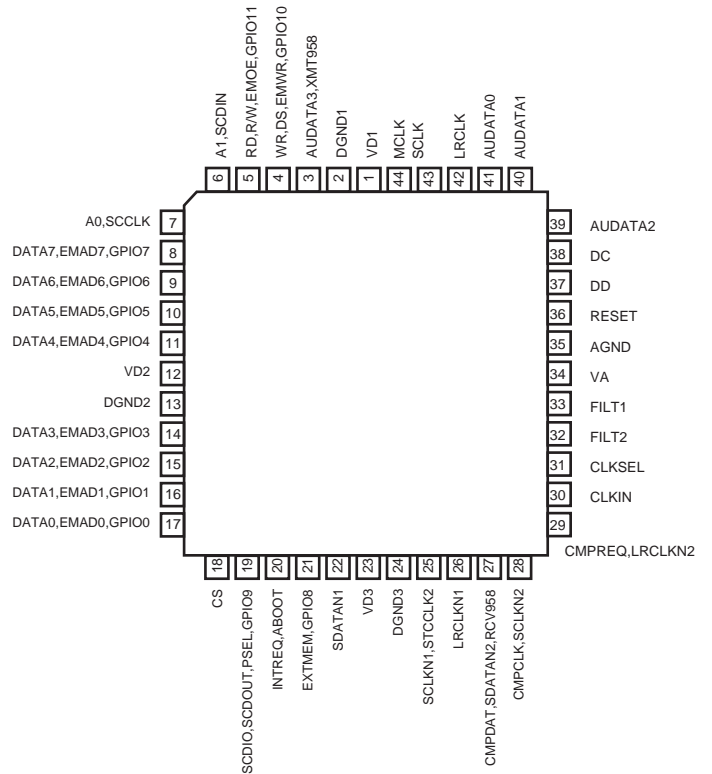 A1,SCDIN
RD,R/W,EMOE,GPIO11
WR,DS,EMWR,GPIO10
AUDATA3,XMT958
DGND1
VD1
MCLK
SCLK
LRCLK
AUDATA0
AUDATA1
6 5 4 3 2 1 44 43 42 41 40
A0,SCCLK 7
DATA7,EMAD7,GPIO7 8
DATA6,EMAD6,GPIO6 9
DATA5,EMAD5,GPIO5 10
DATA4,EMAD4,GPIO4 11
VD2 12
DGND2 13
DATA3,EMAD3,GPIO3 14
DATA2,EMAD2,GPIO2 15
DATA1,EMAD1,GPIO1 16
DATA0,EMAD0,GPIO0 17
39 AUDATA2
38 DC
37 DD
36 RESET
35 AGND
34 VA
33 FILT1
32 FILT2
31 CLKSEL
30 CLKIN
29
CMPREQ,LRCLKN2
18 19 20 21 22 23 24 25 26 27 28
CS
SCDIO,SCDOUT,PSEL,GPIO9
INTREQ,ABOOT
EXTMEM,GPIO8
SDATAN1
VD3
DGND3
SCLKN1,STCCLK2
LRCLKN1
CMPDAT,SDATAN2,RCV958
CMPCLK,SCLKN2